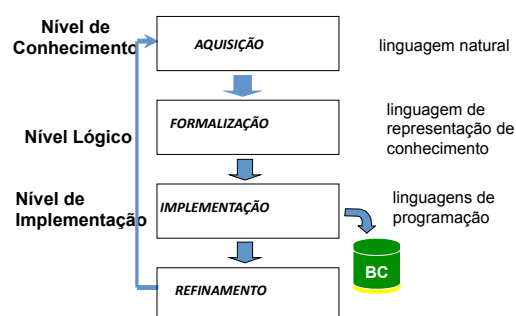 Nível de
Conhecimento
AQUISIÇÃO
linguagem natural
Nível Lógico
FORMALIZAÇÃO
linguagem de
representação de
conhecimento
Nível de
Implementação
IMPLEMENTAÇÃO
linguagens de
programação
BC
REFINAMENTO